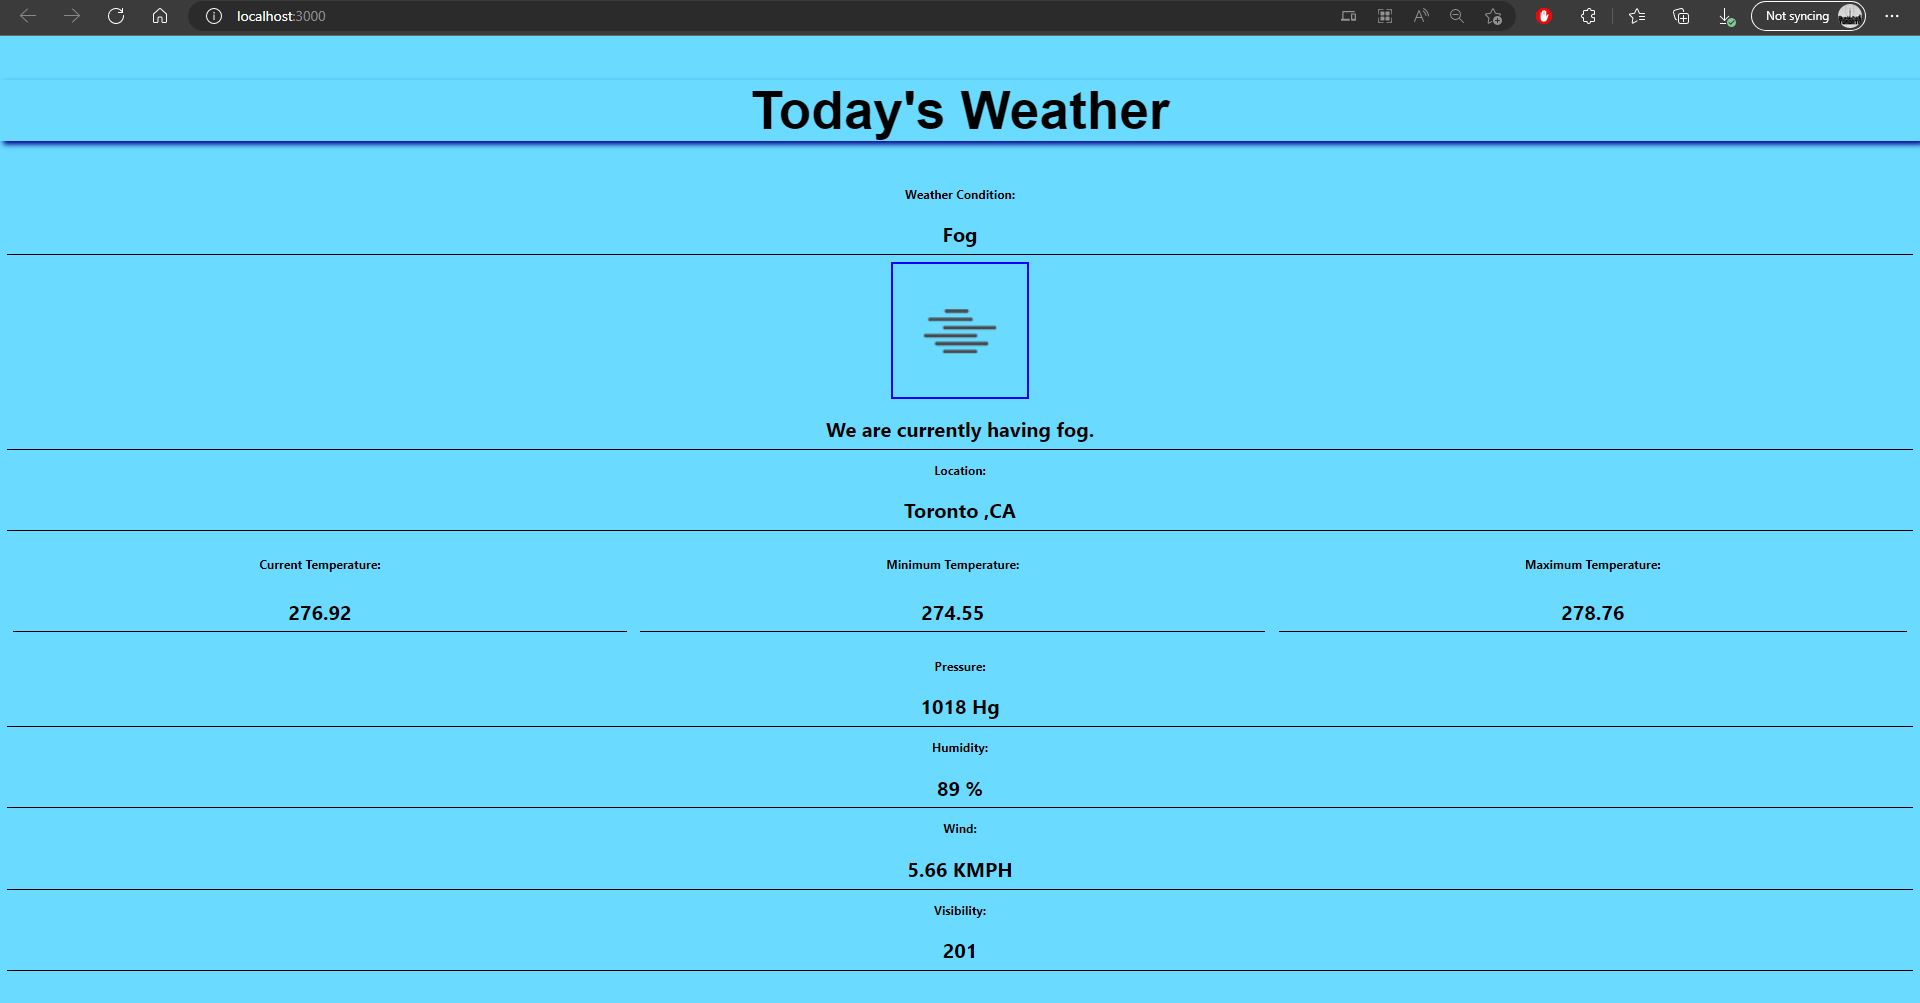 localhost:3000
Not syncing
Today's Weather
Weather Condition:
Fog
We are currently having fog.
Location:
Toronto ,CA
Current Temperature: Minimum Temperature: Maximum Temperature:
276.92 274.55 278.76
Pressure:
1018 Hg
Humidity:
89 %
Wind:
5.66 KMPH
Visibility:
201